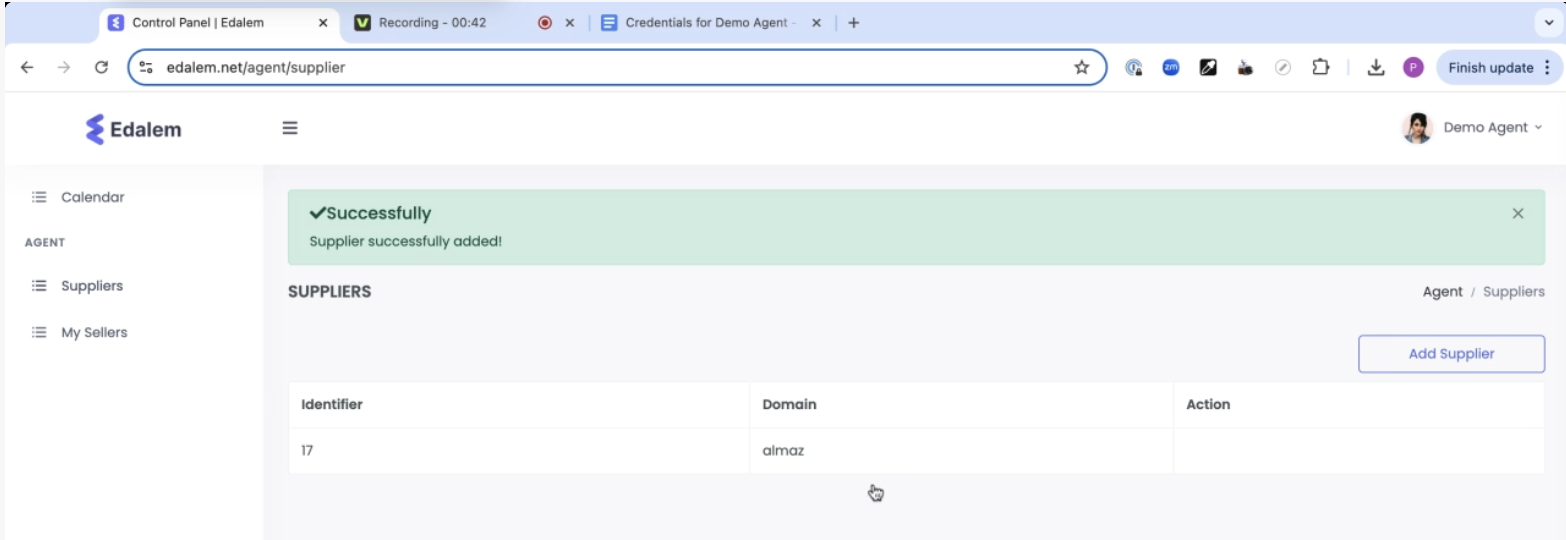 Control Panel | Edalem
Recording - 00:42
Credentials for Demo Agent -
edalem.net/agent/supplier
zm
P
Finish update
Edalem
Demo Agent
Calendar
AGENT
Suppliers
My Sellers
Successfully
Supplier successfully added!
SUPPLIERS
Agent / Suppliers
Add Supplier
Identifier Domain Action
17 almaz